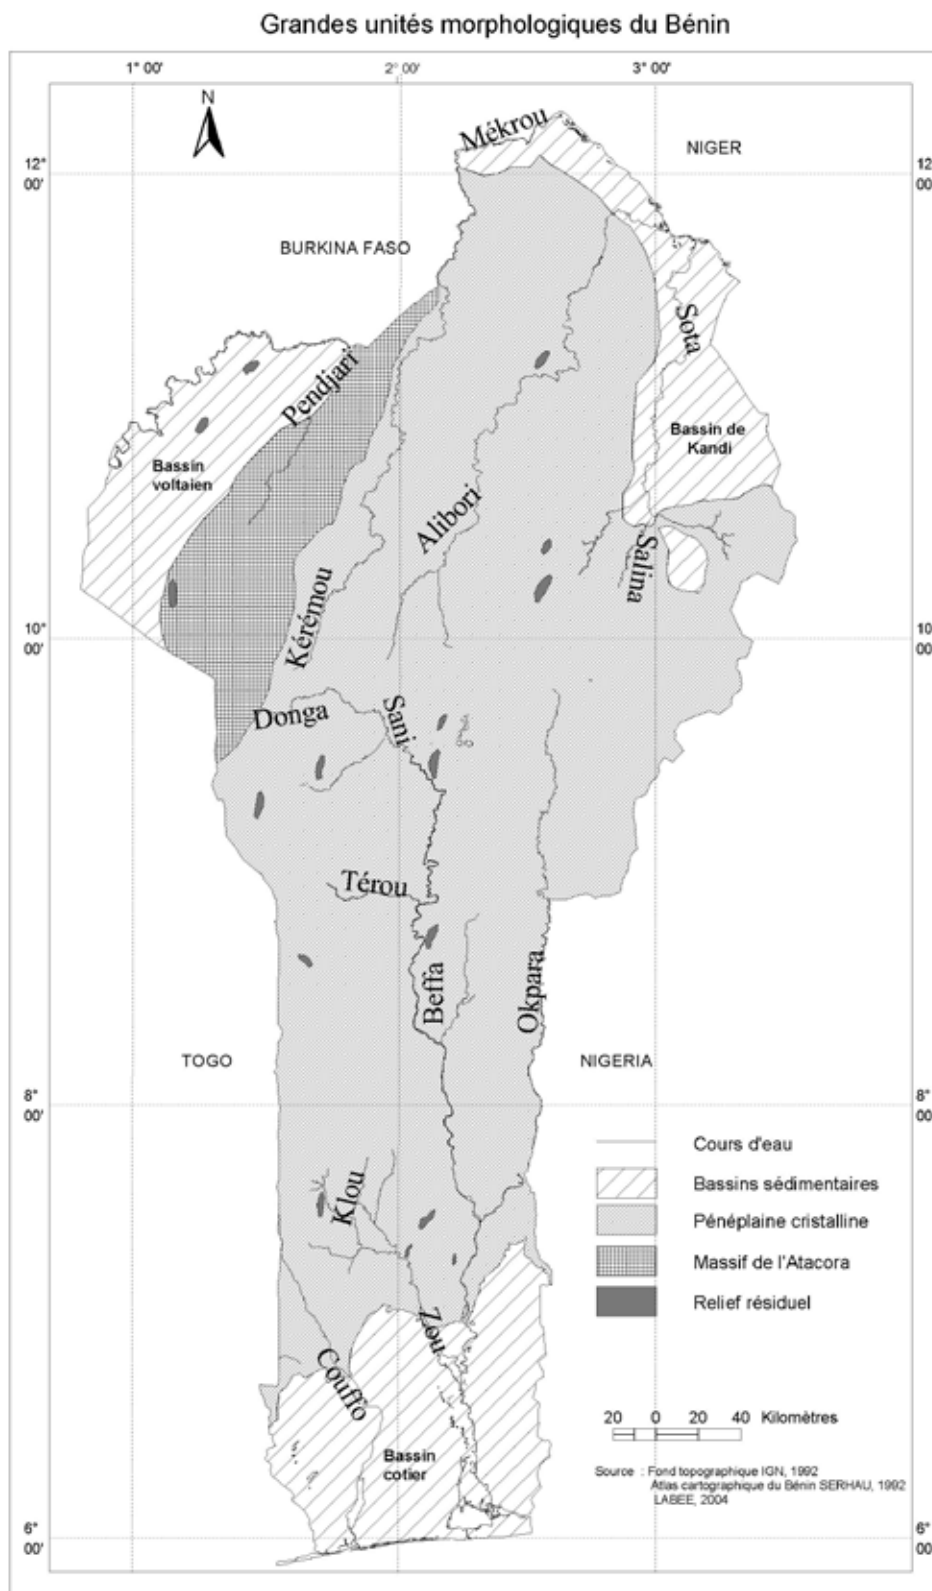 Grandes unités morphologiques du Bénin
1° 00'
2° 00'
3° 00'
N
Mékrou
NIGER
12°
00'
12
00
BURKINA FASO
Sota
Pendjari
Bassin de
Kandi
Bassin
voltaien
Alibori
Salina
Kérémou
10°
00'
10
00
Donga
Sani
Térou
Beffa
Okpara
TOGO
NIGERIA
8°
00'
8°
00'
Cours d'eau
Bassins sédimentaires
Pénéplaine cristalline
Massif de l'Atacora
Relief résiduel
Klou
Zou
Couffo
Bassin
cotier
20 0 20 40 Kilomètres
Source : Fond topographique IGN, 1992
Atlas cartographique du Bénin SERHAU, 1992
LABEE, 2004
6°
00'
6°
00'